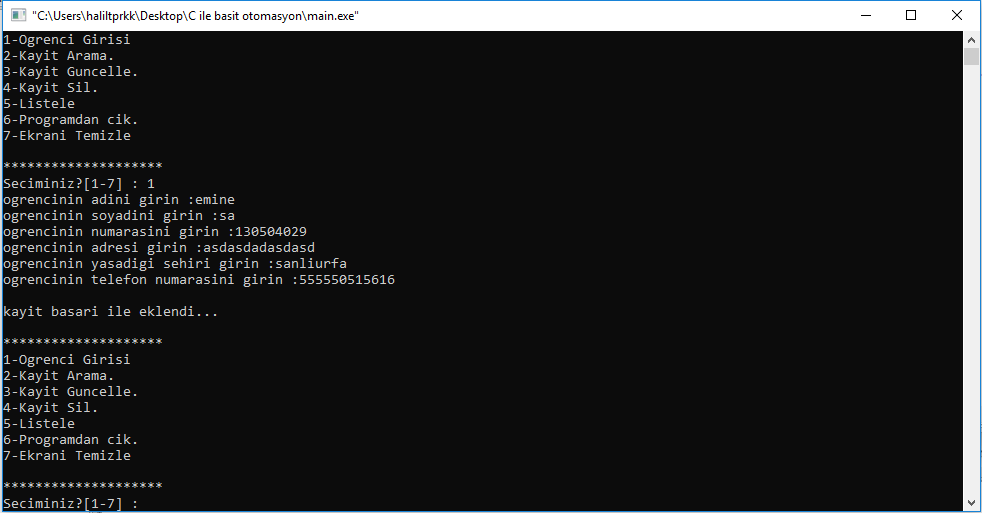 "C:\Users\haliltprkk\Desktop\C ile basit otomasyon\main.exe"
1-Ogrenci Girisi
2-Kayit Arama.
3-Kayit Guncelle.
4-Kayit Sil.
5-Listele
6-Programdan cik.
7-Ekrani Temizle
********************
Seciminiz?[1-7] : 1
ogrencinin adini girin :emine
ogrencinin soyadini girin :sa
ogrencinin numarasini girin :130504029
ogrencinin adresi girin :asdasdadasdasd
ogrencinin yasadigi sehiri girin :sanliurfa
ogrencinin telefon numarasini girin :555550515616
kayit basari ile eklendi...
********************
1-Ogrenci Girisi
2-Kayit Arama.
3-Kayit Guncelle.
4-Kayit Sil.
5-Listele
6-Programdan cik.
7-Ekrani Temizle
********************
Seciminiz?[1-7] :